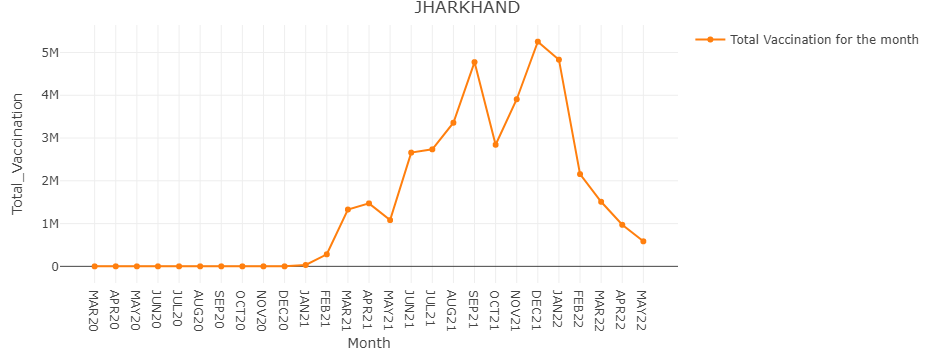 JHARKHAND
Total Vaccination for the month
Total_Vaccination
5M
4M
3M
2M
1M
0
MAR20
APR20
MAY20
JUN20
JUL20
AUG20
SEP20
OCT20
NOV20
DEC20
JAN21
FEB21
MAR21
APR21
MAY21
JUN21
JUL21
AUG21
SEP21
OCT21
NOV21
DEC21
JAN22
FEB22
MAR22
APR22
MAY22
Month